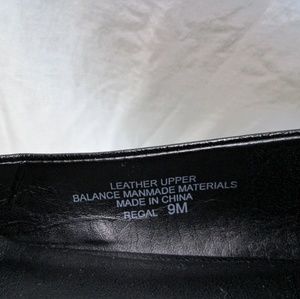 LEATHER UPPER
BALANCE MANMADE MATERIALS
MADE IN CHINA
REGAL 9M